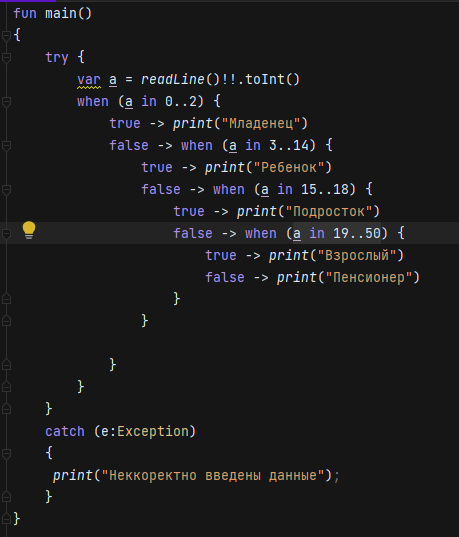 fun main()
{
    try {
        var a = readLine()!!.toInt()
        when (a in 0..2) {
            true -> print("Младенец")
            false -> when (a in 3..14) {
                true -> print("Ребенок")
                false -> when (a in 15..18) {
                    true -> print("Подросток")
                    false -> when (a in 19..50) {
                        true -> print("Взрослый")
                        false -> print("Пенсионер")
                    }
                }

            }
        }
    }
    catch (e:Exception)
    {
     print("Неккоректно введены данные");
    }
}